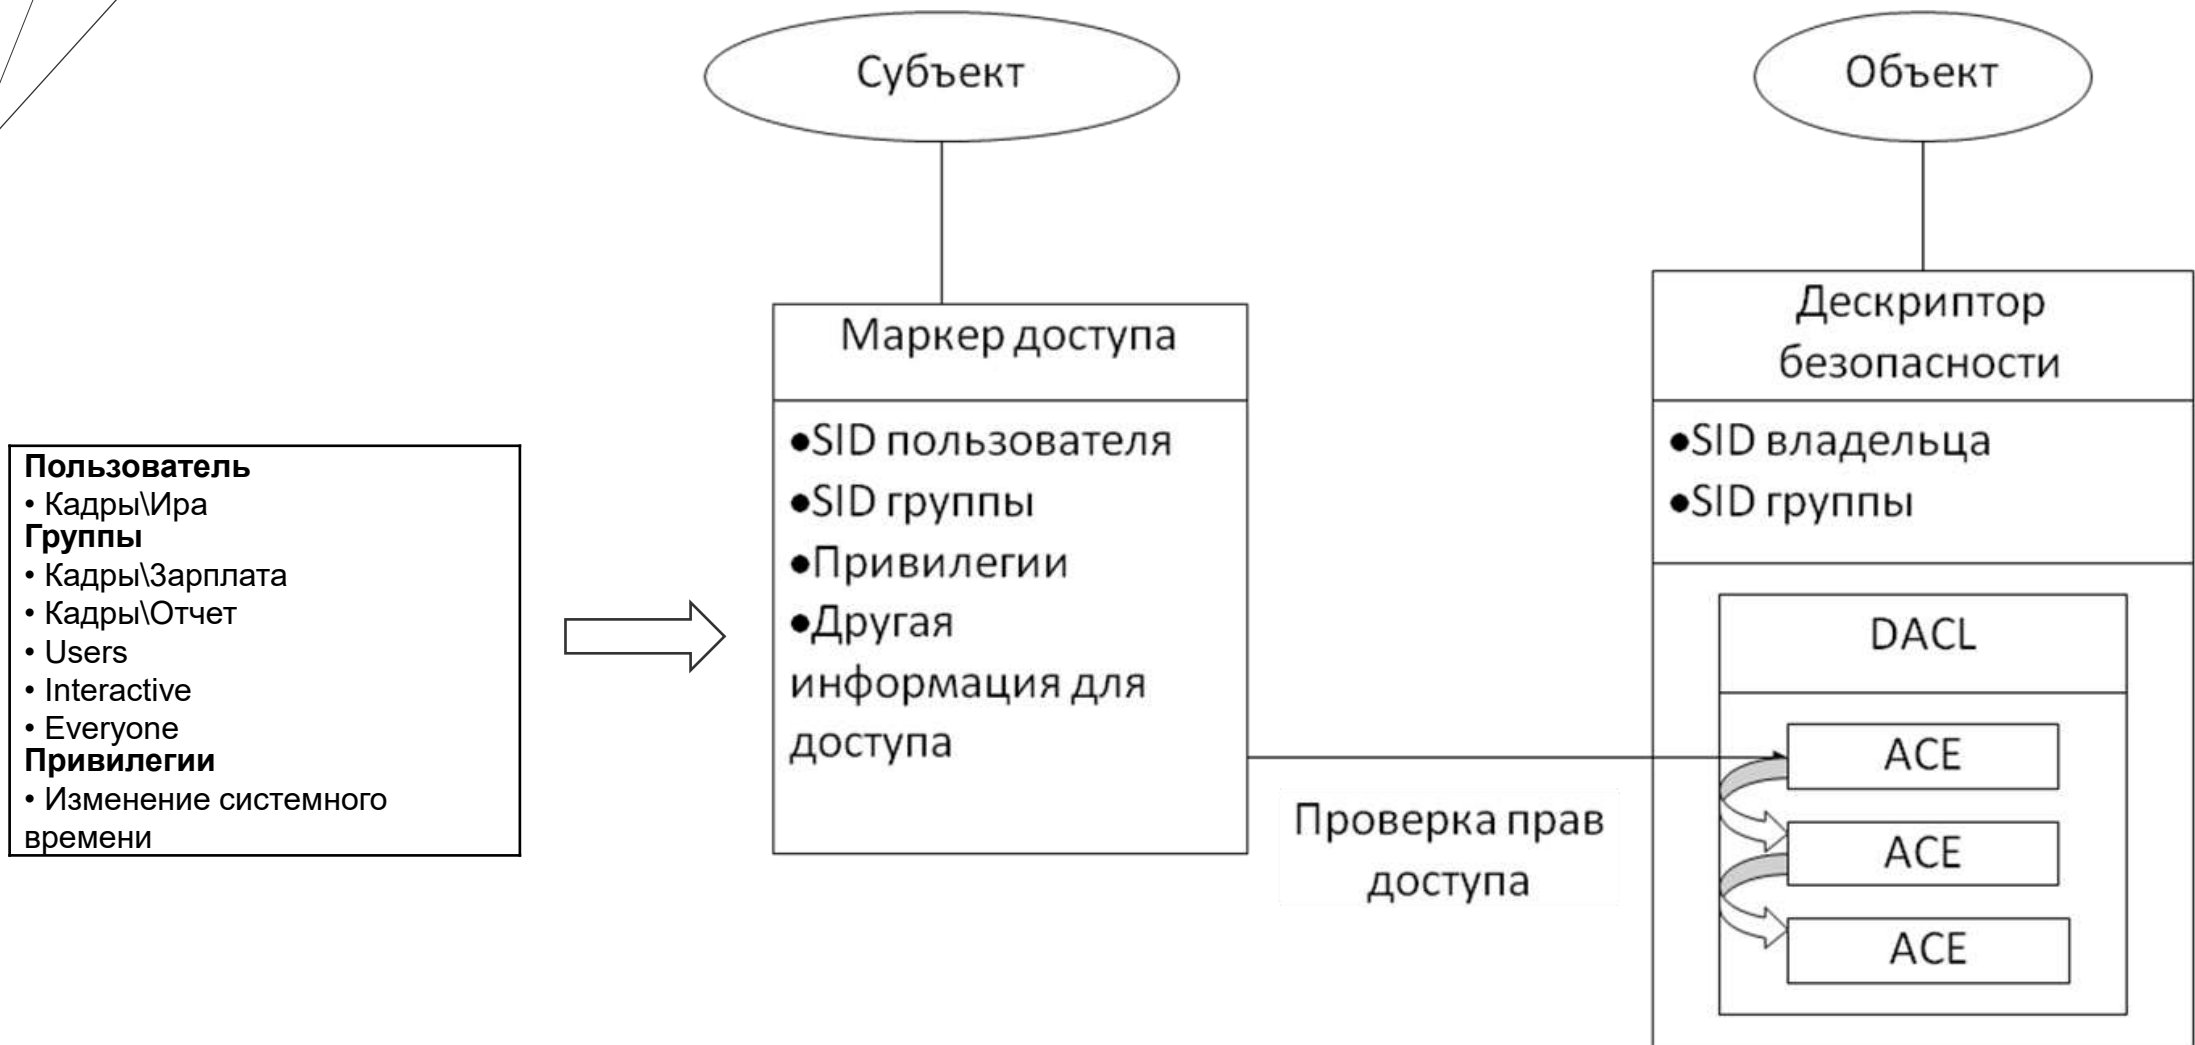 Субъект
Объект
Пользователь
• Кадры\Ира
Группы
• Кадры\Зарплата
• Кадры\Отчет
• Users
• Interactive
• Everyone
Привилегии
• Изменение системного
времени
Маркер доступа
●SID пользователя
●SID группы
●Привилегии
●Другая
информация для
доступа
Проверка прав
доступа
Дескриптор
безопасности
●SID владельца
●SID группы
DACL
ACE
ACE
ACE